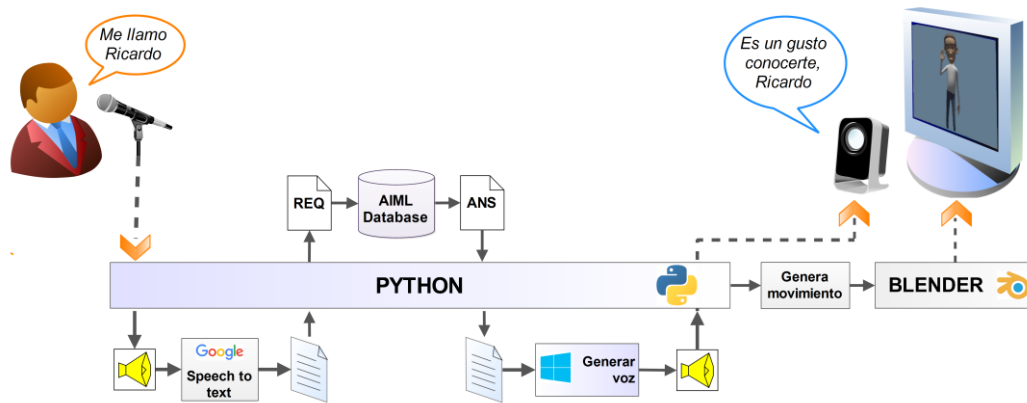 Me llamo
Ricardo
Es un gusto
conocerte,
Ricardo
REQ
AIML
Database
ANS
PYTHON
Genera
movimiento
BLENDER
Google
Speech to
text
Generar
voz